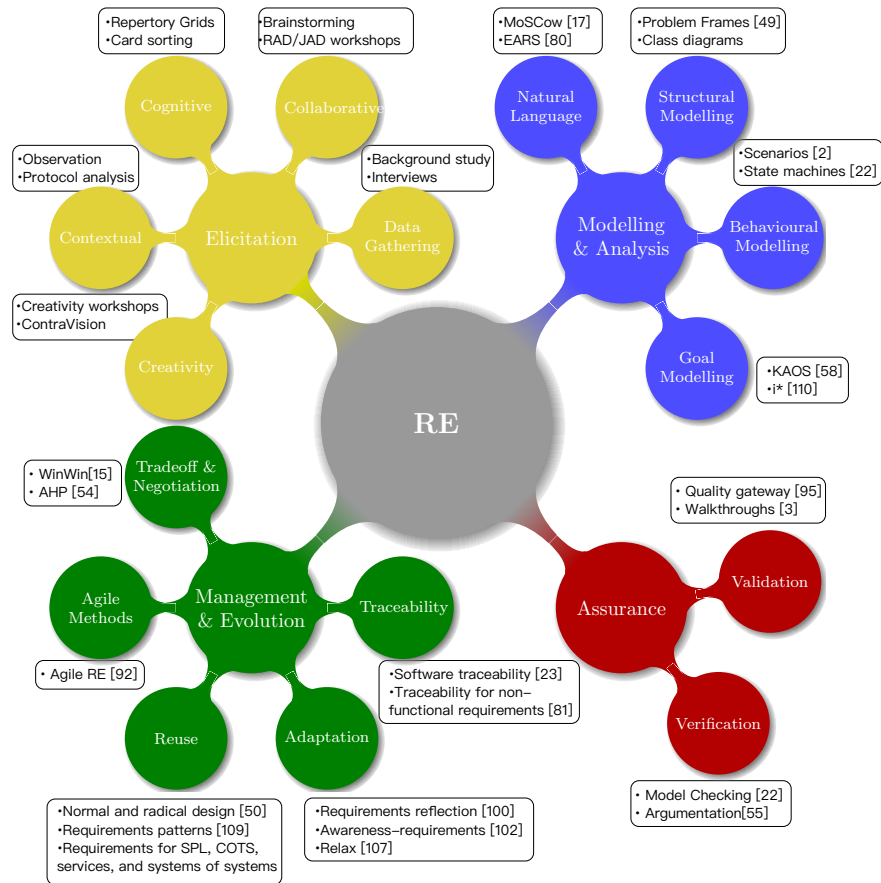 •Repertory Grids
•Card sorting
•Brainstorming
•RAD/JAD workshops
•MoSCow [17]
•EARS [80]
•Problem Frames [49]
•Class diagrams
Cognitive
Collaborative
Natural
Language
Structural
Modelling
•Observation
•Protocol analysis
•Background study
•Interviews
•Scenarios [2]
•State machines [22]
Contextual
Elicitation
Data
Gathering
Modelling
& Analysis
Behavioural
Modelling
•Creativity workshops
•ContraVision
Creativity
Goal
Modelling
•KAOS [58]
•i* [110]
RE
• WinWin[15]
• AHP [54]
Tradeoff &
Negotiation
• Quality gateway [95]
• Walkthroughs [3]
Agile
Methods
Management
& Evolution
Traceability
Assurance
Validation
• Agile RE [92]
•Software traceability [23]
•Traceability for non-
functional requirements [81]
Reuse
Adaptation
Verification
•Normal and radical design [50]
•Requirements patterns [109]
•Requirements for SPL, COTS,
services, and systems of systems
•Requirements reflection [100]
•Awareness-requirements [102]
•Relax [107]
• Model Checking [22]
• Argumentation[55]